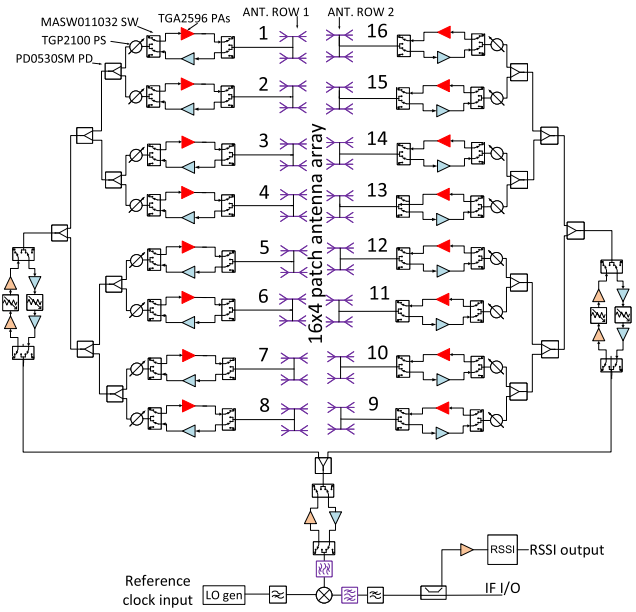 MASW011032 SW
TGA2596 PAs
ANT. ROW 1
ANT. ROW 2
TGP2100 PS
PD0530SM PD
1
16
2
15
3
14
4
13
5
12
6
11
7
10
8
9
16x4 patch antenna array
RSSI
RSSI output
Reference
clock input
LO gen
IF I/O